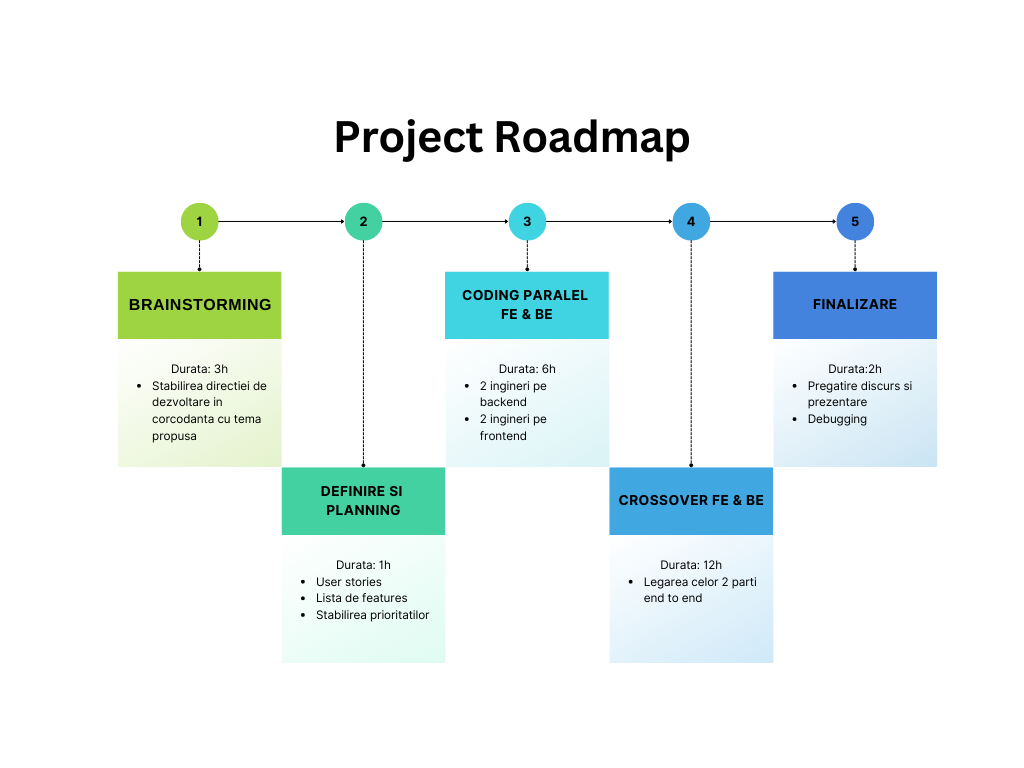 Project Roadmap
1
2
3
4
5
BRAINSTORMING
Durata: 3h
• Stabilirea directiei de
dezvoltare in
corcodanta cu tema
propusa
DEFINIRE SI
PLANNING
Durata: 1h
• User stories
• Lista de features
• Stabilirea prioritatilor
CODING PARALEL
FE & BE
Durata: 6h
• 2 ingineri pe
backend
• 2 ingineri pe
frontend
CROSSOVER FE & BE
Durata: 12h
• Legarea celor 2 parti
end to end
FINALIZARE
Durata:2h
• Pregatire discurs si
prezentare
• Debugging